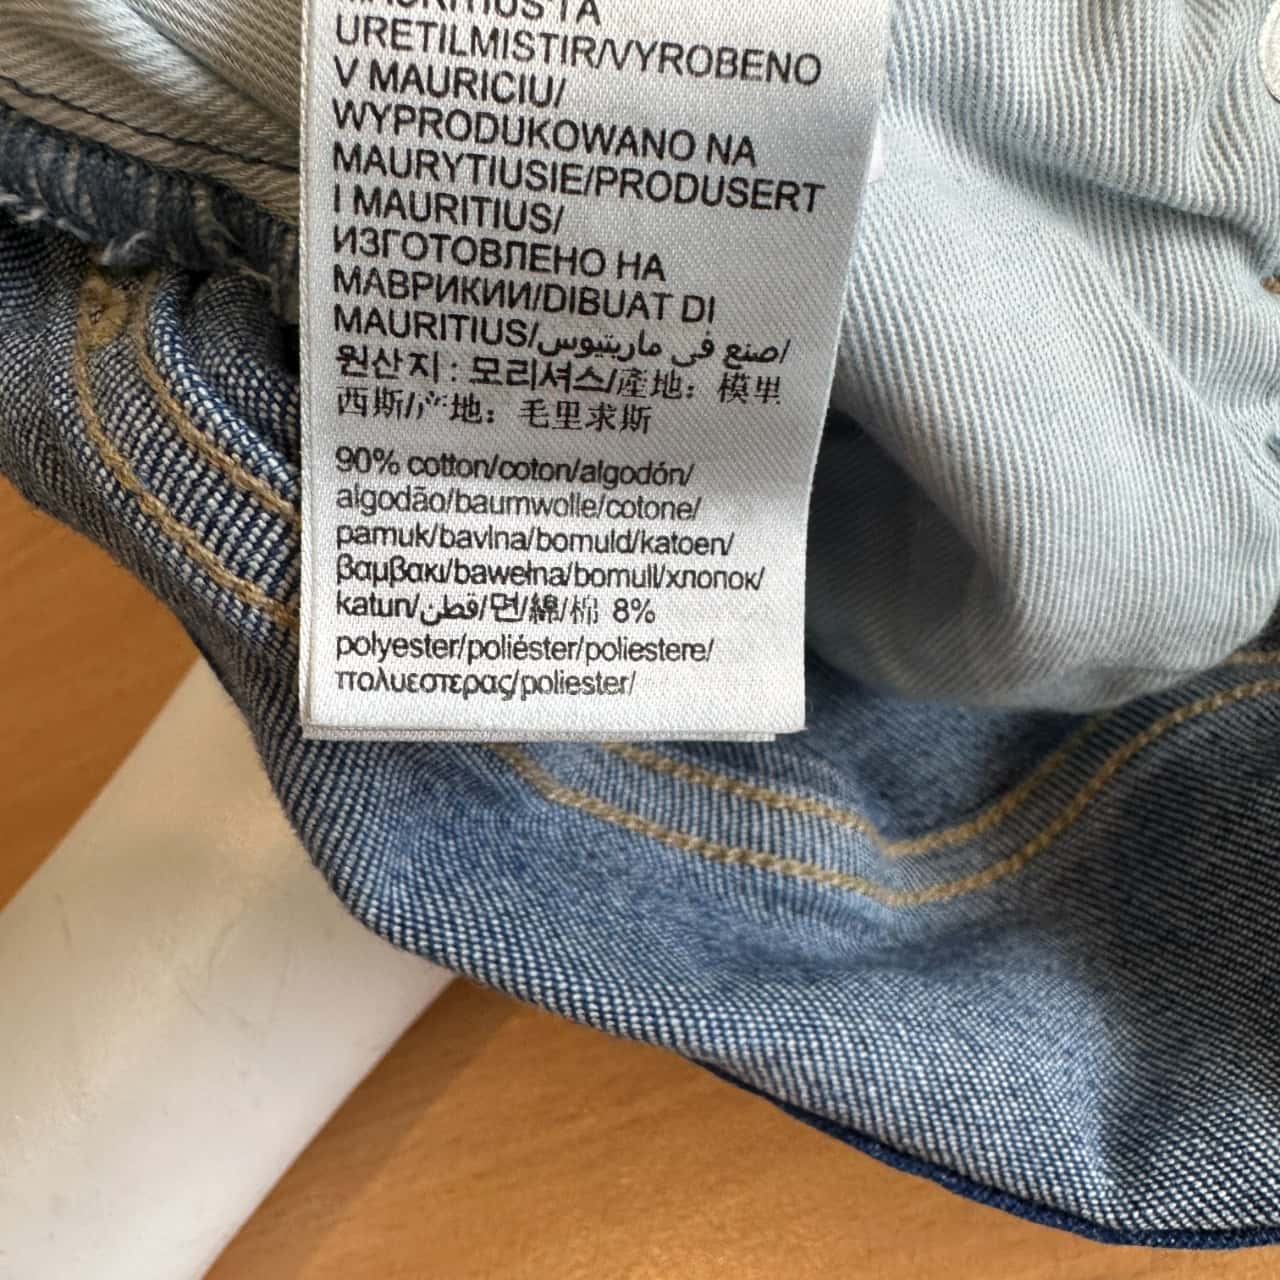 MAURITIUS'TA
URETILMISTIR/VYROBENO
V MAURICIU/
WYPRODUKOWANO NA
MAURYTIUSIE/PRODUSERT
I MAURITIUS/
ИЗГОТОВЛЕНО НА
МАВРИКИИ/DIBUAT DI
MAURITIUS/صنع في ماريتيوس/
원산지 : 모리셔스/產地：模里
西斯/产地：毛里求斯
90% cotton/coton/algodón/
algodão/baumwolle/cotone/
pamuk/bavlna/bomuld/katoen/
βαμβακι/bawełna/bomull/хлопок/
katun/قطن/면/綿/棉 8%
polyester/poliéster/poliestere/
πολυεστερας/poliester/